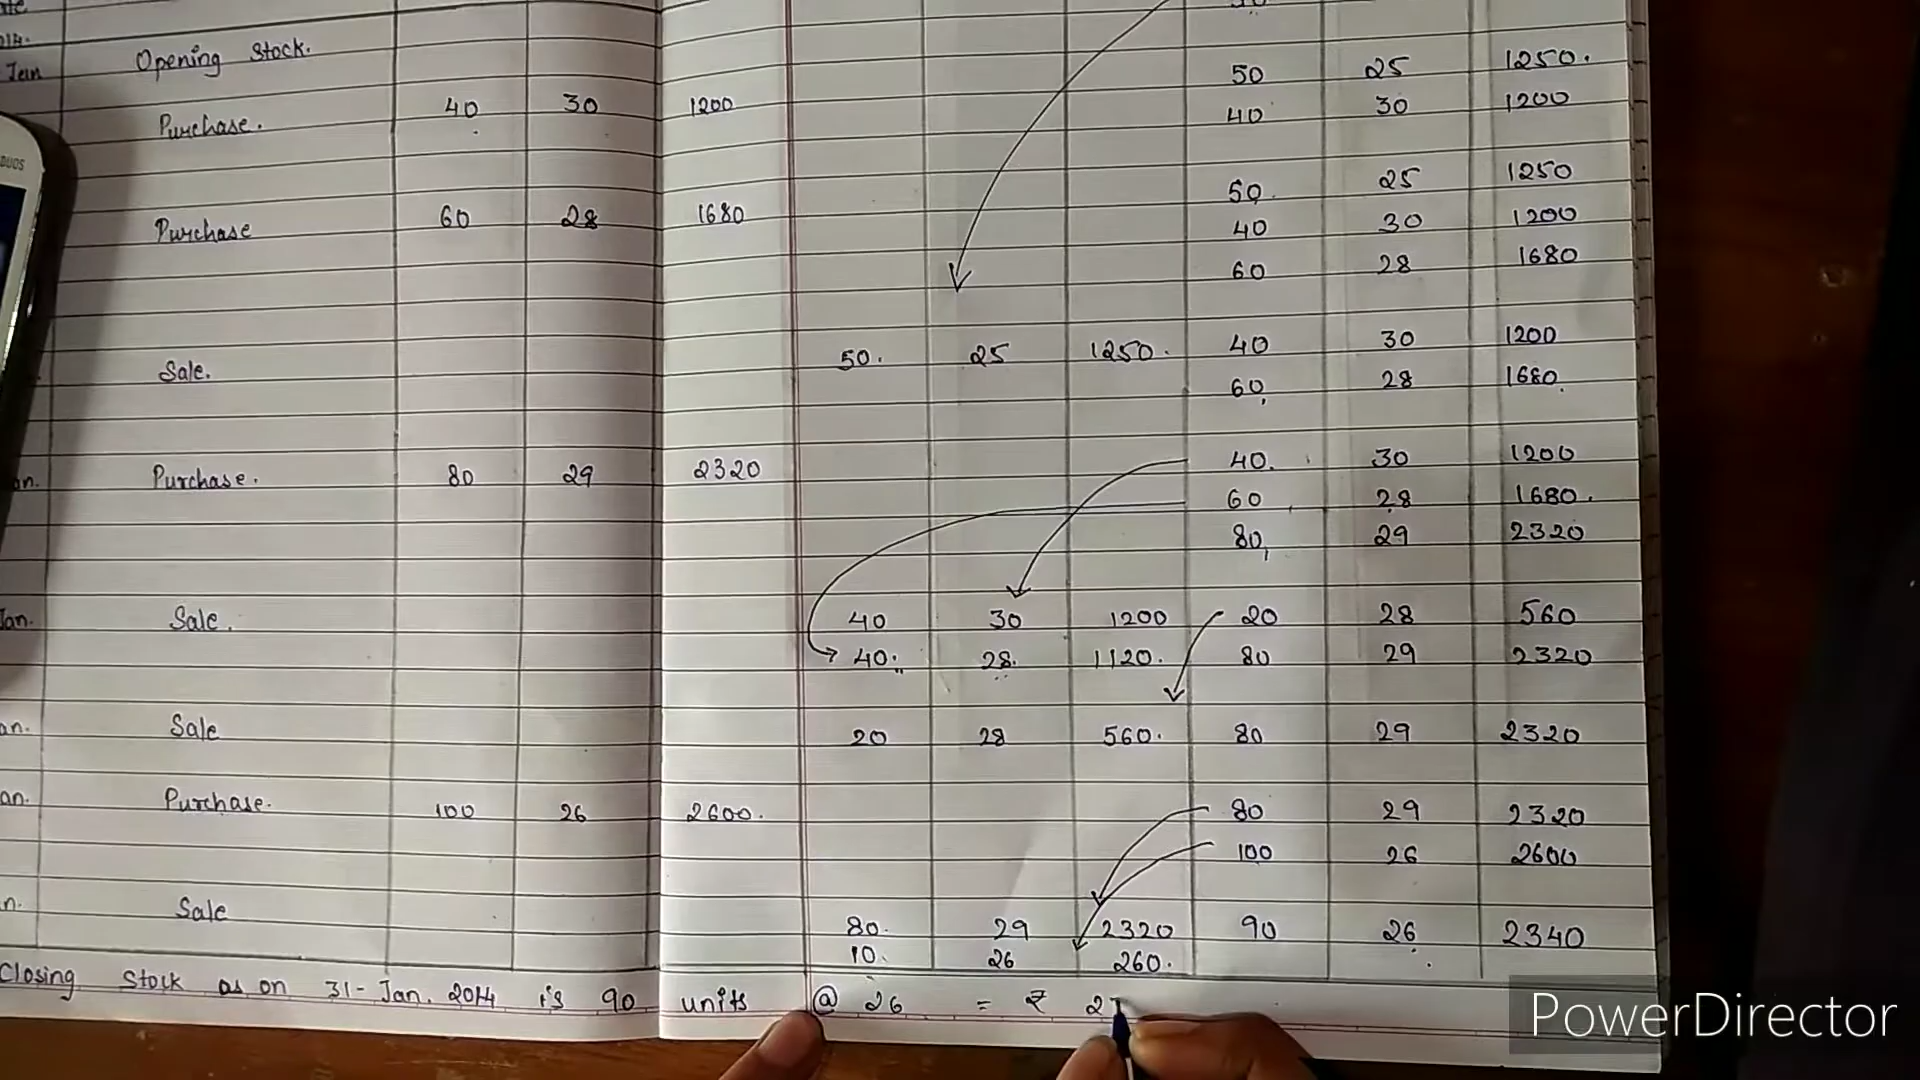 Opening Stock.
Jan
50 25 1250.
Purchase. 40 30 1200 40 30 1200
50 25 1250
Purchase 60 28 1680 40 30 1200
60 28 1680
Sale. 50. 25 1250. 40 30 1200
60 28 1680.
40. 30 1200
Purchase. 80 29 2320 60 28 1680.
80 29 2320
Jan. Sale. 40 30 1200 20 28 560
40. 28. 1120. 80 29 2320
an. Sale 20 28 560. 80 29 2320
an. Purchase. 100 26 2600. 80 29 2320
100 26 2600
n. Sale 80. 29 2320 90 26 2340
10. 26 260.
Closing Stock as on 31-Jan. 2014 is 90 units @ 26 = ₹ 2
DUOS
PowerDirector